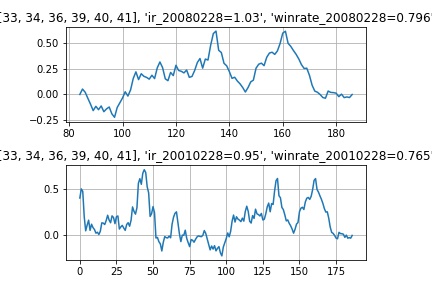 [33, 34, 36, 39, 40, 41], 'ir_20080228=1.03', 'winrate_20080228=0.796'
0.50
0.25
0.00
−0.25
80 100 120 140 160 180
[33, 34, 36, 39, 40, 41], 'ir_20010228=0.95', 'winrate_20010228=0.765'
0.5
0.0
0 25 50 75 100 125 150 175